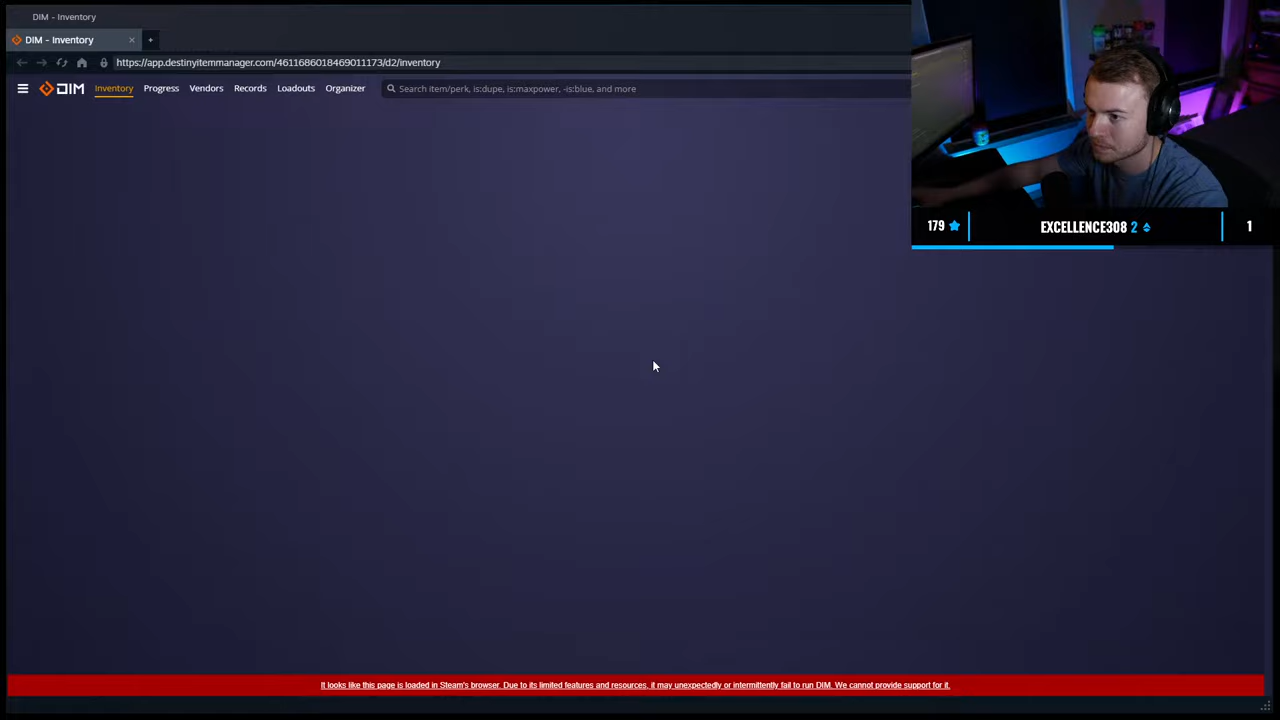 DIM - Inventory
DIM - Inventory
https://app.destinyitemmanager.com/4611686018469011173/d2/inventory
DIM Inventory Progress Vendors Records Loadouts Organizer Search item/perk, is:dupe, is:maxpower, -is:blue, and more
179 EXCELLENCE308 2 1
It looks like this page is loaded in Steam's browser. Due to its limited features and resources, it may unexpectedly or intermittently fail to run DIM. We cannot provide support for it.